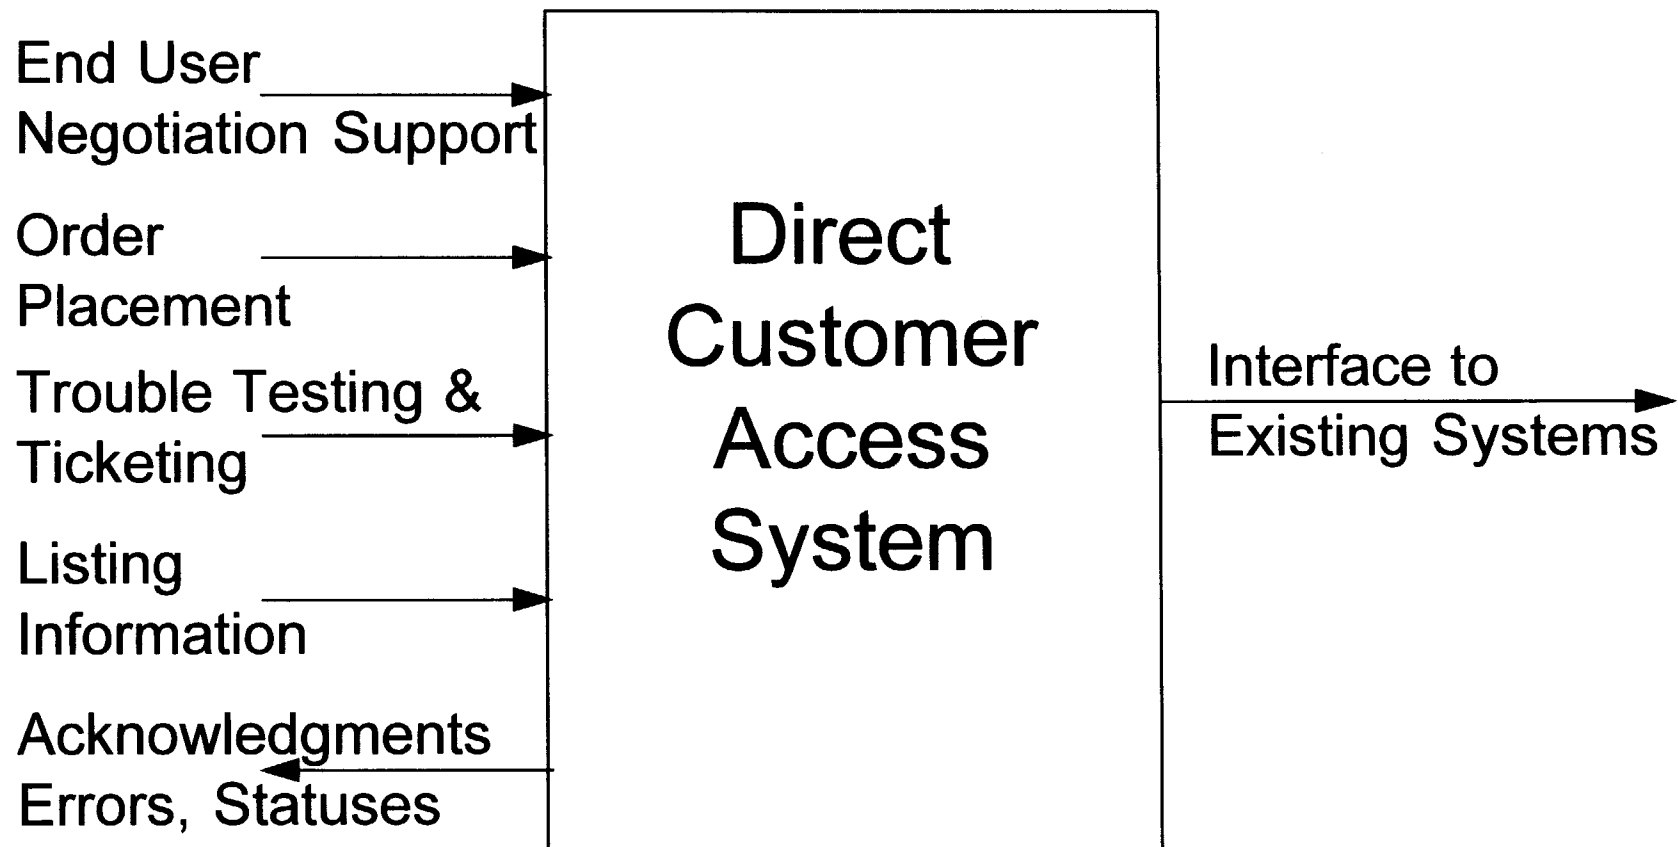 End User
Negotiation Support
Order
Placement
Trouble Testing &
Ticketing
Listing
Information
Acknowledgments
Errors, Statuses
Direct
Customer
Access
System
Interface to
Existing Systems